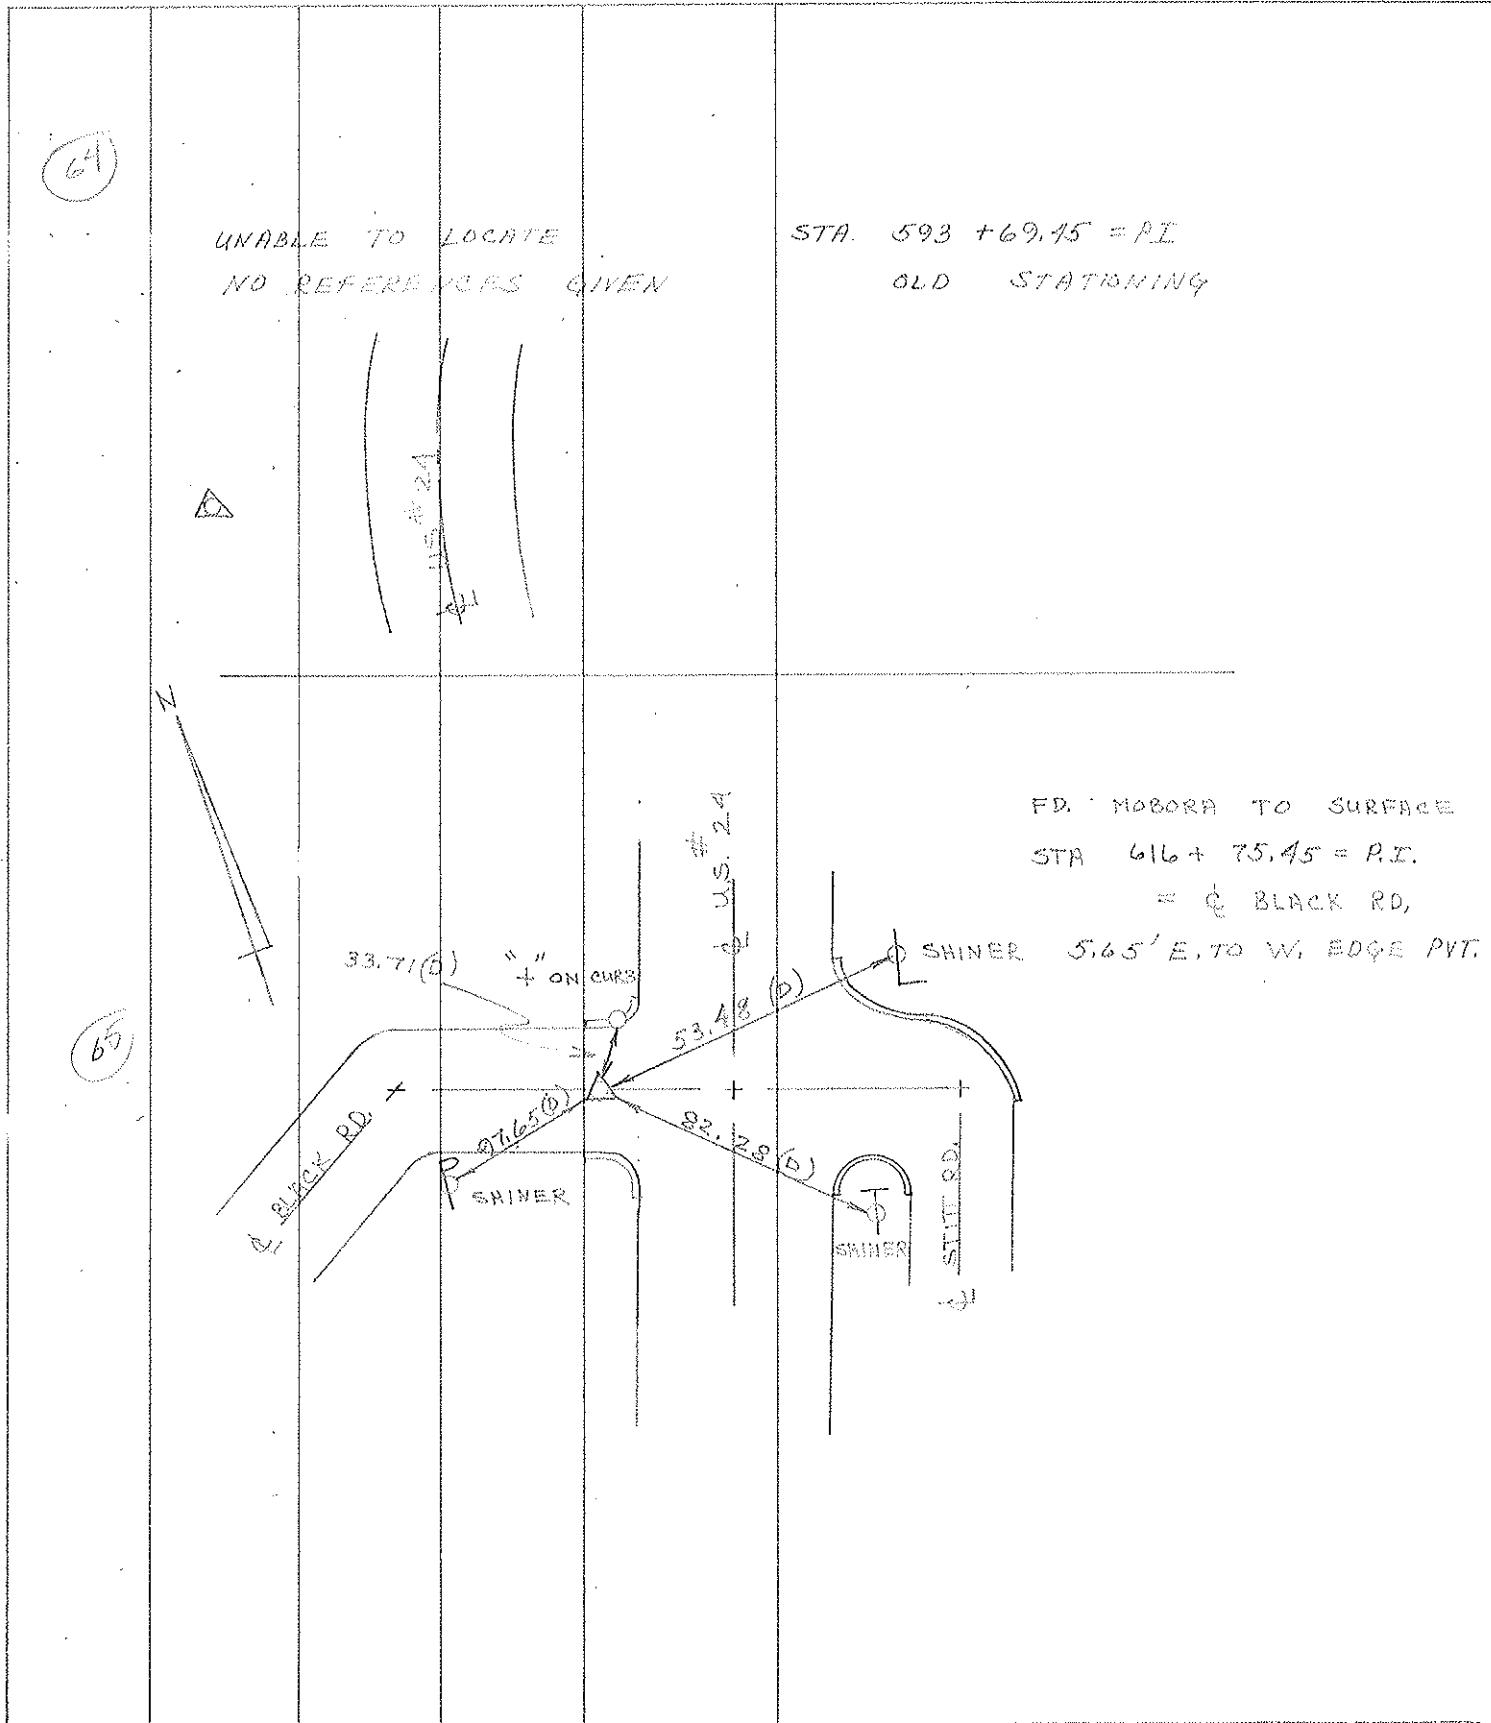 64
UNABLE TO LOCATE
NO REFERENCES GIVEN
STA. 593 +69.45 = P.I
OLD STATIONING
US # 24
℄
N
FD. MOBORA TO SURFACE
STA 616 + 75.45 = P.I.
= ℄ BLACK RD,
5.65' E. TO W. EDGE PVT.
℄ U.S. # 24
33.71(D)
"+" ON CURB
SHINER
53.48 (D)
65
97.65(D)
82.28(D)
℄ BLACK RD.
SHINER
SHINER
℄ STITT RD.